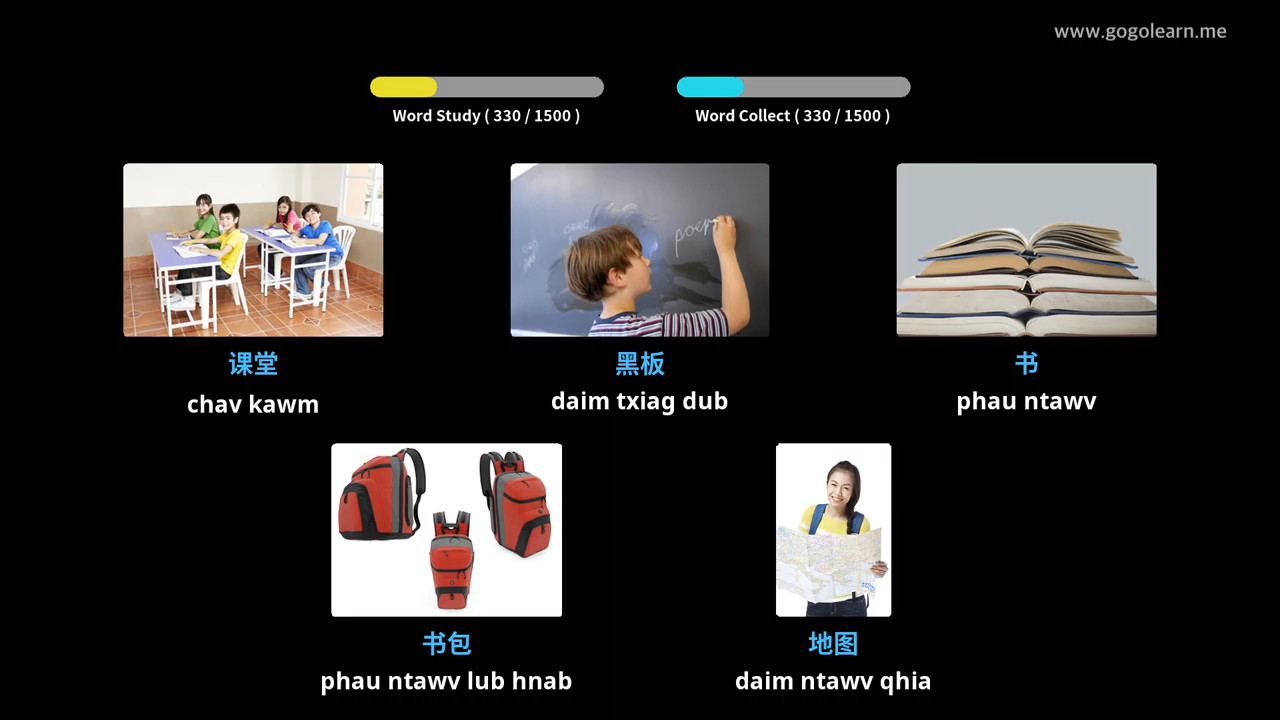 www.gogolearn.me
Word Study ( 330 / 1500 )
Word Collect ( 330 / 1500 )
课堂
chav kawm
黑板
daim txiag dub
书
phau ntawv
书包
phau ntawv lub hnab
地图
daim ntawv qhia